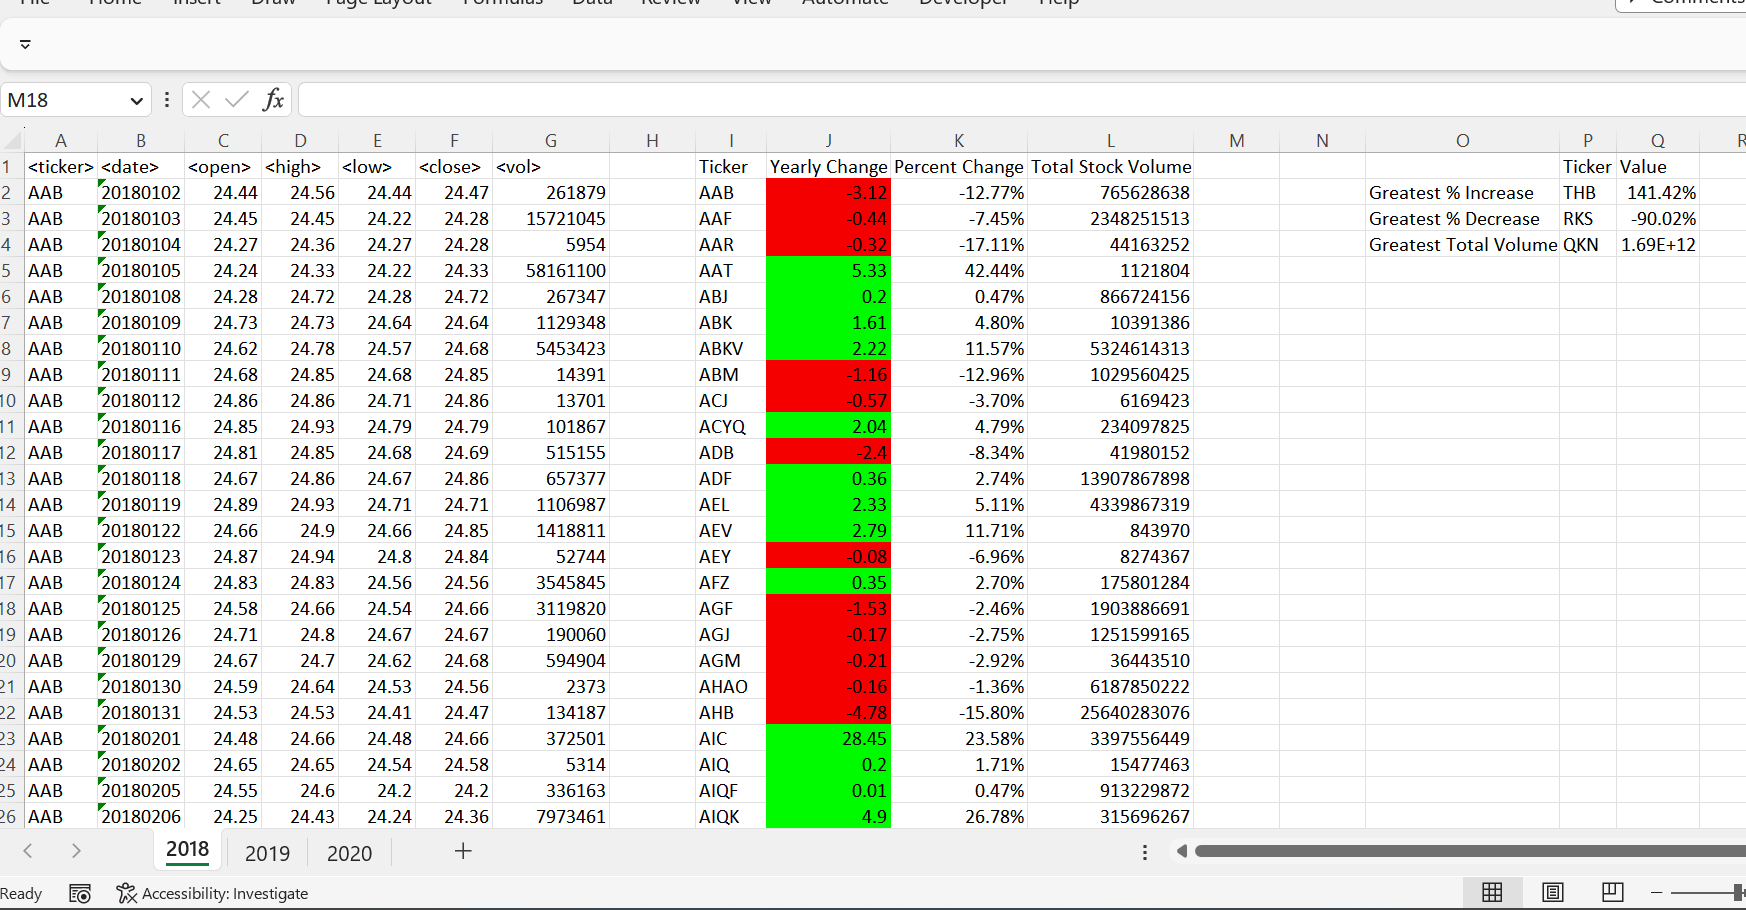 File Home Insert Draw Page Layout Formulas Data Review View Automate Developer Help Comments
M18 fx
A B C D E F G H I J K L M N O P Q R
1 <ticker> <date> <open> <high> <low> <close> <vol> Ticker Yearly Change Percent Change Total Stock Volume Ticker Value
2 AAB 20180102 24.44 24.56 24.44 24.47 261879 AAB -3.12 -12.77% 765628638 Greatest % Increase THB 141.42%
3 AAB 20180103 24.45 24.45 24.22 24.28 15721045 AAF -0.44 -7.45% 2348251513 Greatest % Decrease RKS -90.02%
4 AAB 20180104 24.27 24.36 24.27 24.28 5954 AAR -0.32 -17.11% 44163252 Greatest Total Volume QKN 1.69E+12
5 AAB 20180105 24.24 24.33 24.22 24.33 58161100 AAT 5.33 42.44% 1121804
6 AAB 20180108 24.28 24.72 24.28 24.72 267347 ABJ 0.2 0.47% 866724156
7 AAB 20180109 24.73 24.73 24.64 24.64 1129348 ABK 1.61 4.80% 10391386
8 AAB 20180110 24.62 24.78 24.57 24.68 5453423 ABKV 2.22 11.57% 5324614313
9 AAB 20180111 24.68 24.85 24.68 24.85 14391 ABM -1.16 -12.96% 1029560425
10 AAB 20180112 24.86 24.86 24.71 24.86 13701 ACJ -0.57 -3.70% 6169423
11 AAB 20180116 24.85 24.93 24.79 24.79 101867 ACYQ 2.04 4.79% 234097825
12 AAB 20180117 24.81 24.85 24.68 24.69 515155 ADB -2.4 -8.34% 41980152
13 AAB 20180118 24.67 24.86 24.67 24.86 657377 ADF 0.36 2.74% 13907867898
14 AAB 20180119 24.89 24.93 24.71 24.71 1106987 AEL 2.33 5.11% 4339867319
15 AAB 20180122 24.66 24.9 24.66 24.85 1418811 AEV 2.79 11.71% 843970
16 AAB 20180123 24.87 24.94 24.8 24.84 52744 AEY -0.08 -6.96% 8274367
17 AAB 20180124 24.83 24.83 24.56 24.56 3545845 AFZ 0.35 2.70% 175801284
18 AAB 20180125 24.58 24.66 24.54 24.66 3119820 AGF -1.53 -2.46% 1903886691
19 AAB 20180126 24.71 24.8 24.67 24.67 190060 AGJ -0.17 -2.75% 1251599165
20 AAB 20180129 24.67 24.7 24.62 24.68 594904 AGM -0.21 -2.92% 36443510
21 AAB 20180130 24.59 24.64 24.53 24.56 2373 AHAO -0.16 -1.36% 6187850222
22 AAB 20180131 24.53 24.53 24.41 24.47 134187 AHB -4.78 -15.80% 25640283076
23 AAB 20180201 24.48 24.66 24.48 24.66 372501 AIC 28.45 23.58% 3397556449
24 AAB 20180202 24.65 24.65 24.54 24.58 5314 AIQ 0.2 1.71% 15477463
25 AAB 20180205 24.55 24.6 24.2 24.2 336163 AIQF 0.01 0.47% 913229872
26 AAB 20180206 24.25 24.43 24.24 24.36 7973461 AIQK 4.9 26.78% 315696267
2018 2019 2020
Ready Accessibility: Investigate